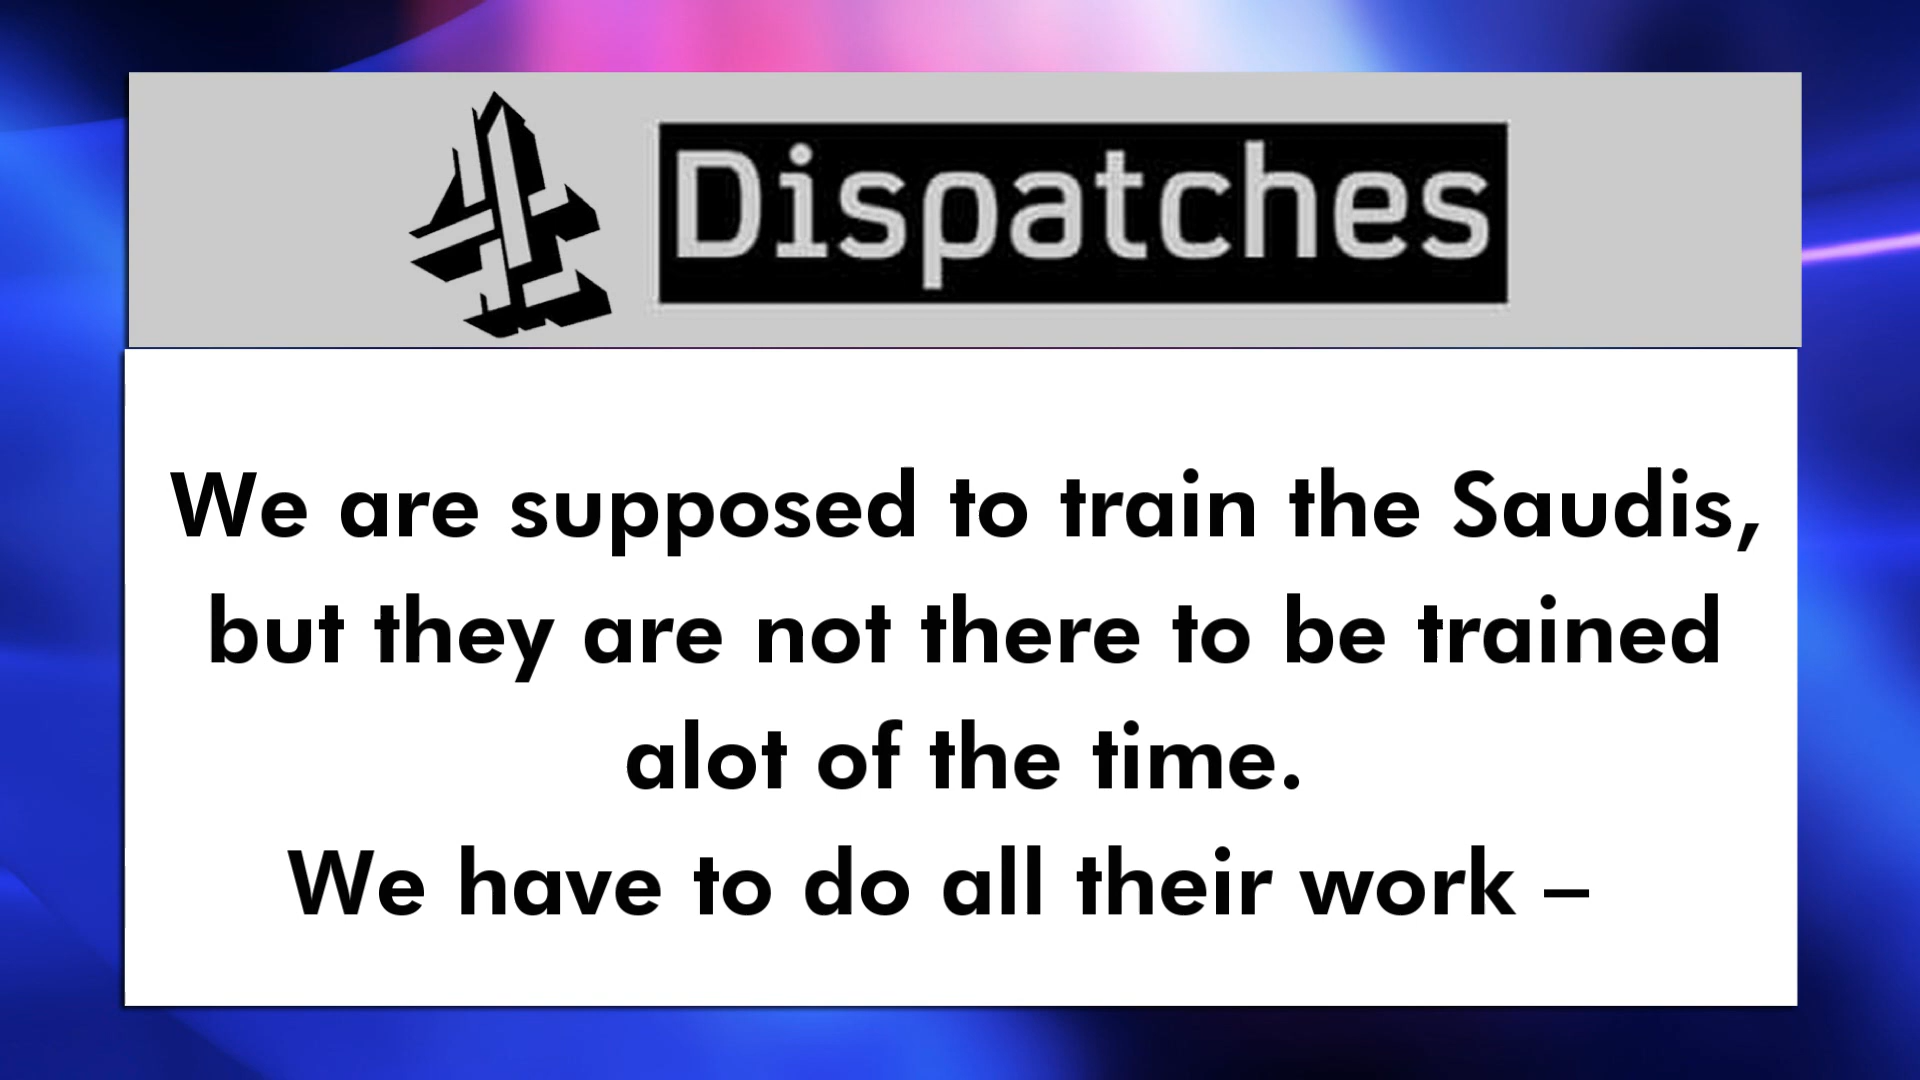 4
Dispatches
We are supposed to train the Saudis,
but they are not there to be trained
alot of the time.
We have to do all their work –